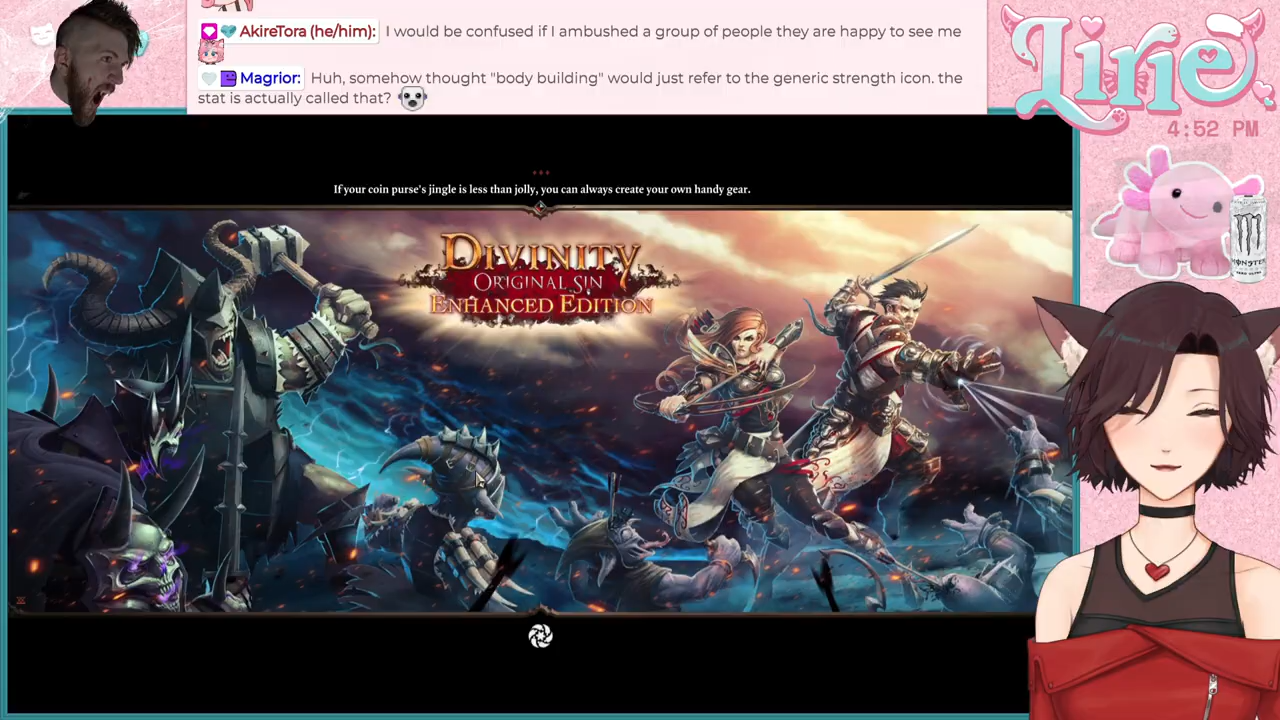 AkireTora (he/him): I would be confused if I ambushed a group of people they are happy to see me
Magrior: Huh, somehow thought "body building" would just refer to the generic strength icon. the
stat is actually called that?
Lirie
4:52 PM
If your coin purse's jingle is less than jolly, you can always create your own handy gear.
DIVINITY
ORIGINAL SIN
ENHANCED EDITION
MONSTER